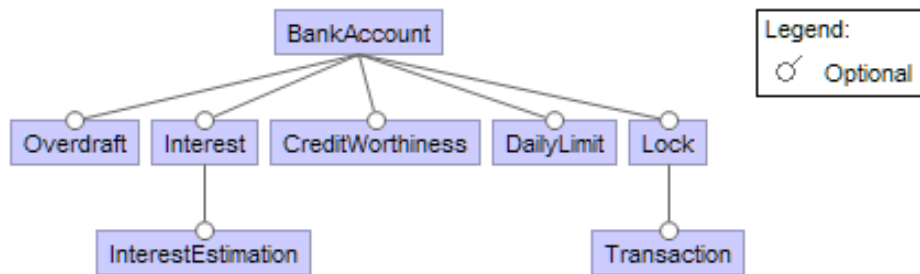 BankAccount
Legend:
Optional
Overdraft
Interest
CreditWorthiness
DailyLimit
Lock
InterestEstimation
Transaction